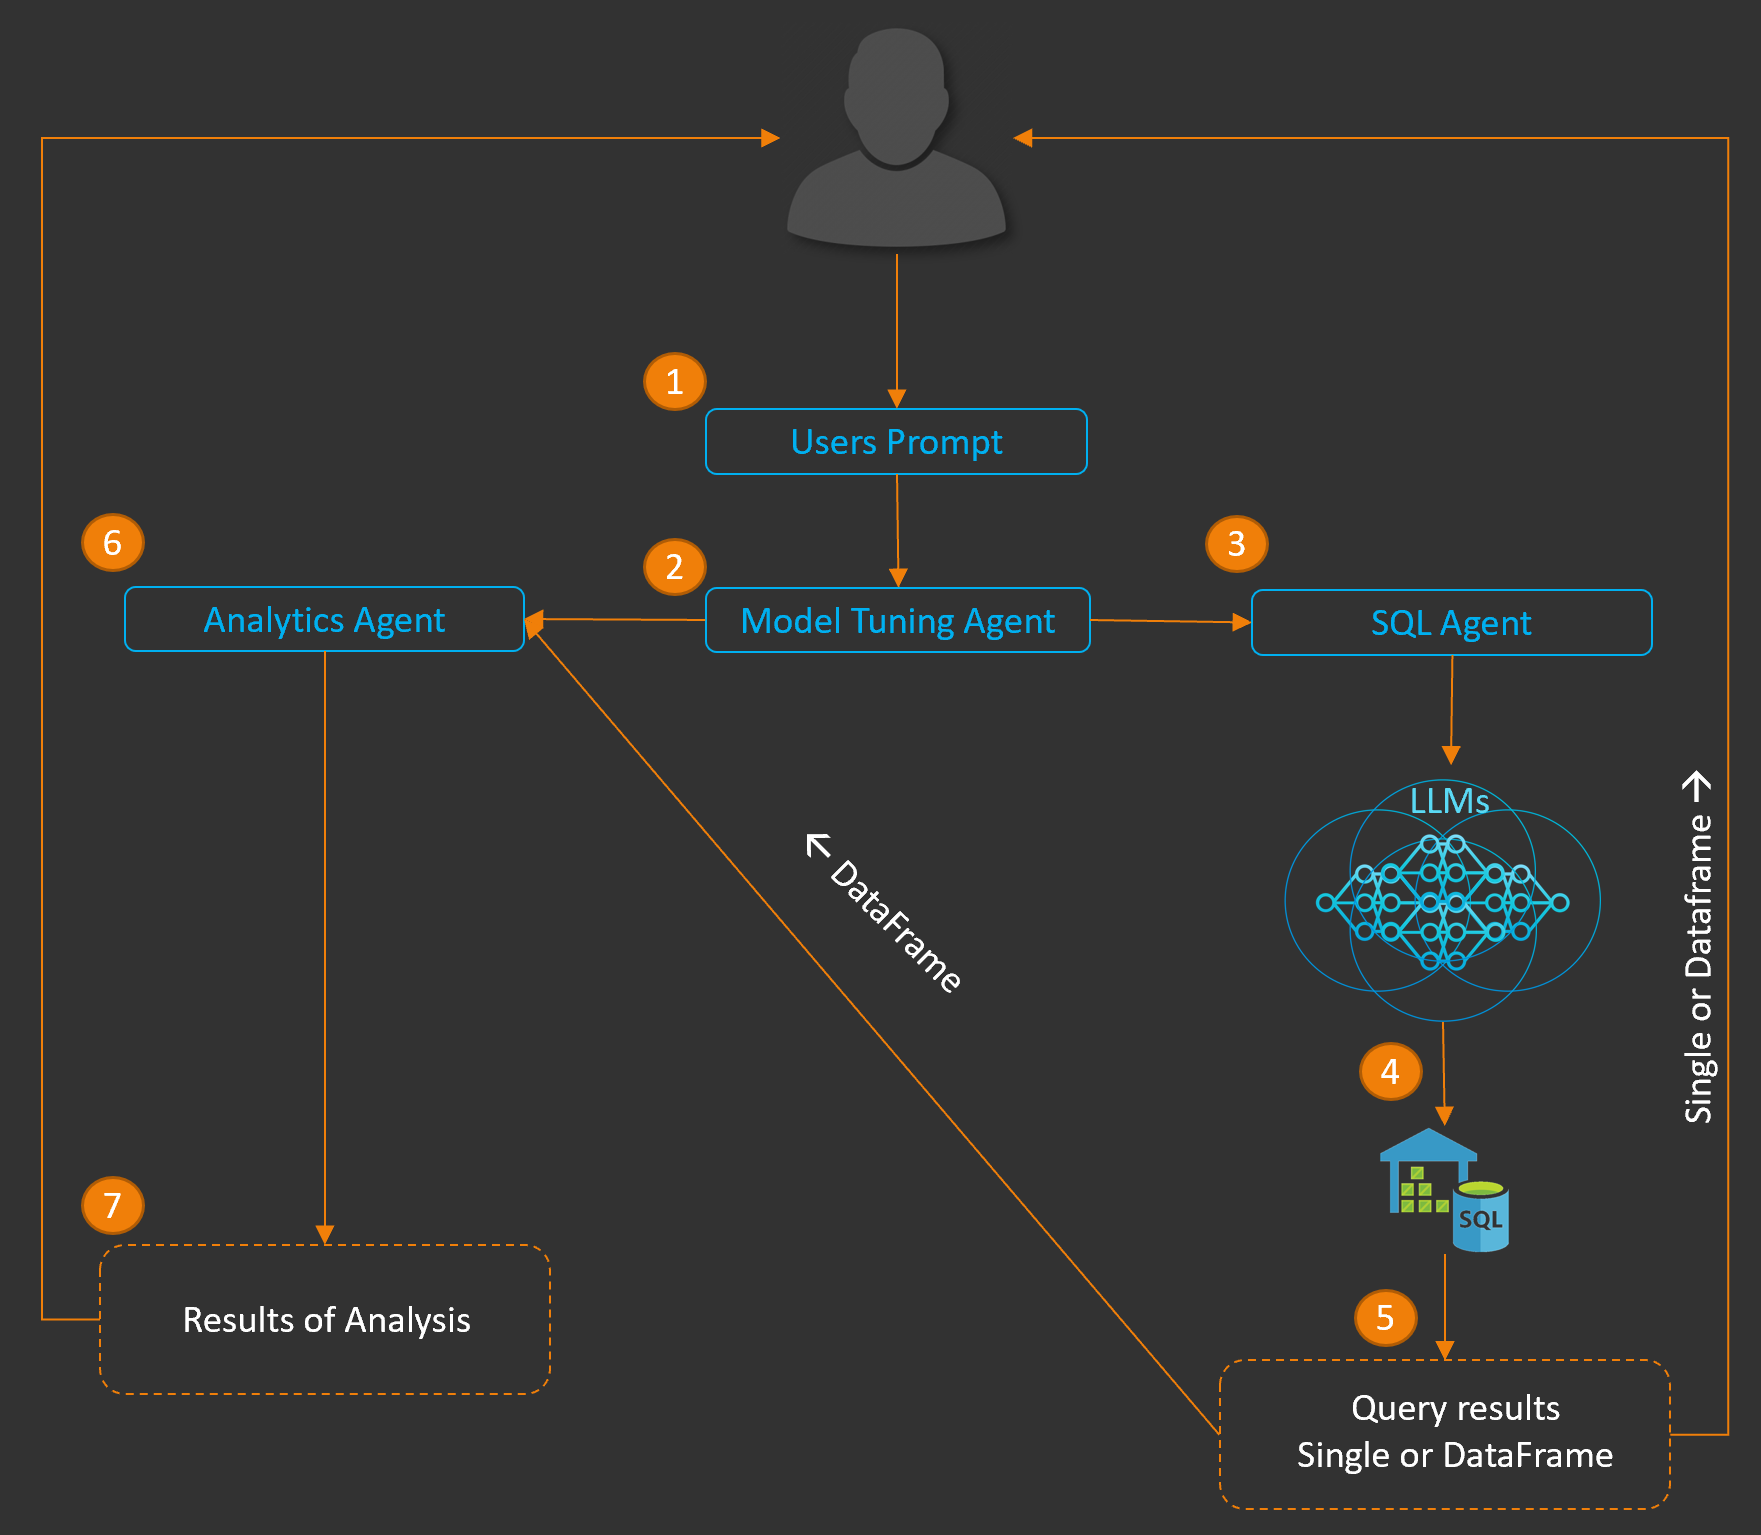 1
Users Prompt
6
2
3
Analytics Agent
Model Tuning Agent
SQL Agent
LLMs
← DataFrame
Single or Dataframe →
4
SQL
7
Results of Analysis
5
Query results
Single or DataFrame